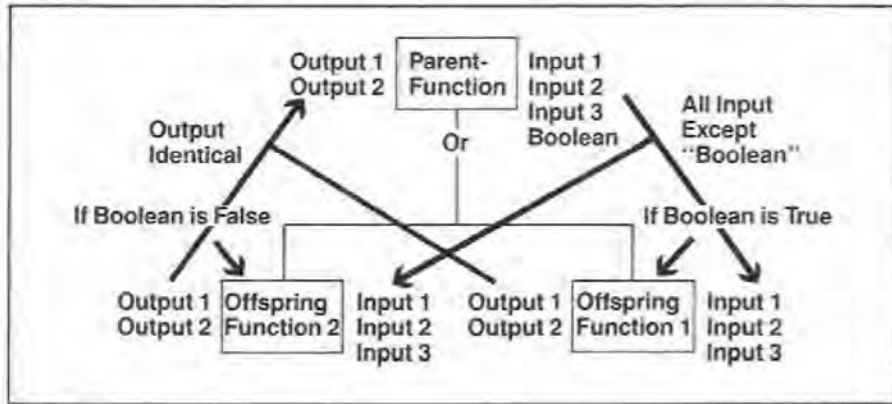 Output 1
Output 2
Parent-
Function
Input 1
Input 2
Input 3
Boolean
Or
All Input
Except
"Boolean"
Output
Identical
If Boolean is False
If Boolean is True
Output 1
Output 2
Offspring
Function 2
Input 1
Input 2
Input 3
Output 1
Output 2
Offspring
Function 1
Input 1
Input 2
Input 3